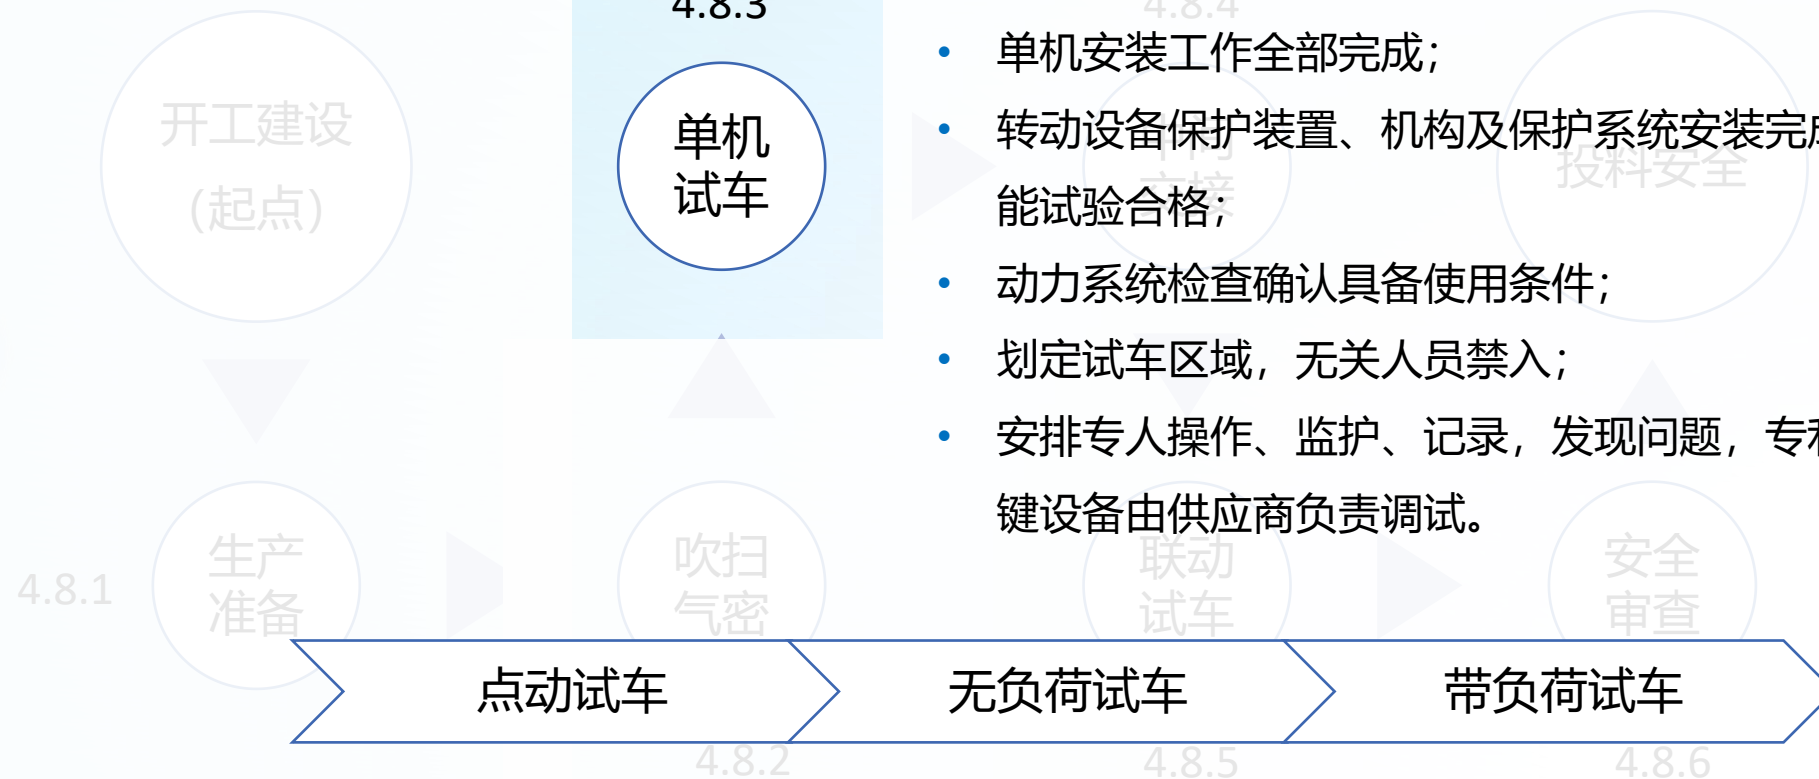 4.8.3
4.8.4
开工建设
（起点）
单机
试车
• 单机安装工作全部完成；
• 转动设备保护装置、机构及保护系统安装完
能试验合格；
• 动力系统检查确认具备使用条件；
• 划定试车区域，无关人员禁入；
• 安排专人操作、监护、记录，发现问题，专
键设备由供应商负责调试。
交接
投料安全
4.8.1
生产
准备
吹扫
气密
联动
试车
安全
审查
点动试车
无负荷试车
带负荷试车
4.8.2
4.8.5
4.8.6